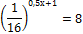 (1/16)^(0,5x+1) = 8